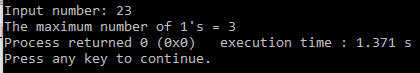 Input number: 23
The maximum number of 1's = 3
Process returned 0 (0x0)   execution time : 1.371 s
Press any key to continue.